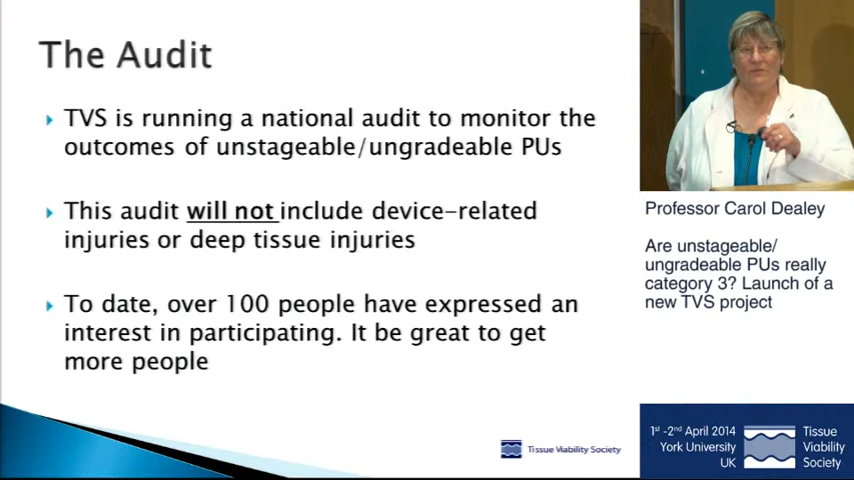 The Audit
TVS is running a national audit to monitor the
outcomes of unstageable/ungradeable PUs
This audit will not include device-related
injuries or deep tissue injuries
To date, over 100 people have expressed an
interest in participating. It be great to get
more people
Tissue Viability Society
Professor Carol Dealey
Are unstageable/
ungradeable PUs really
category 3? Launch of a
new TVS project
1st -2nd April 2014
York University
UK
Tissue
Viability
Society